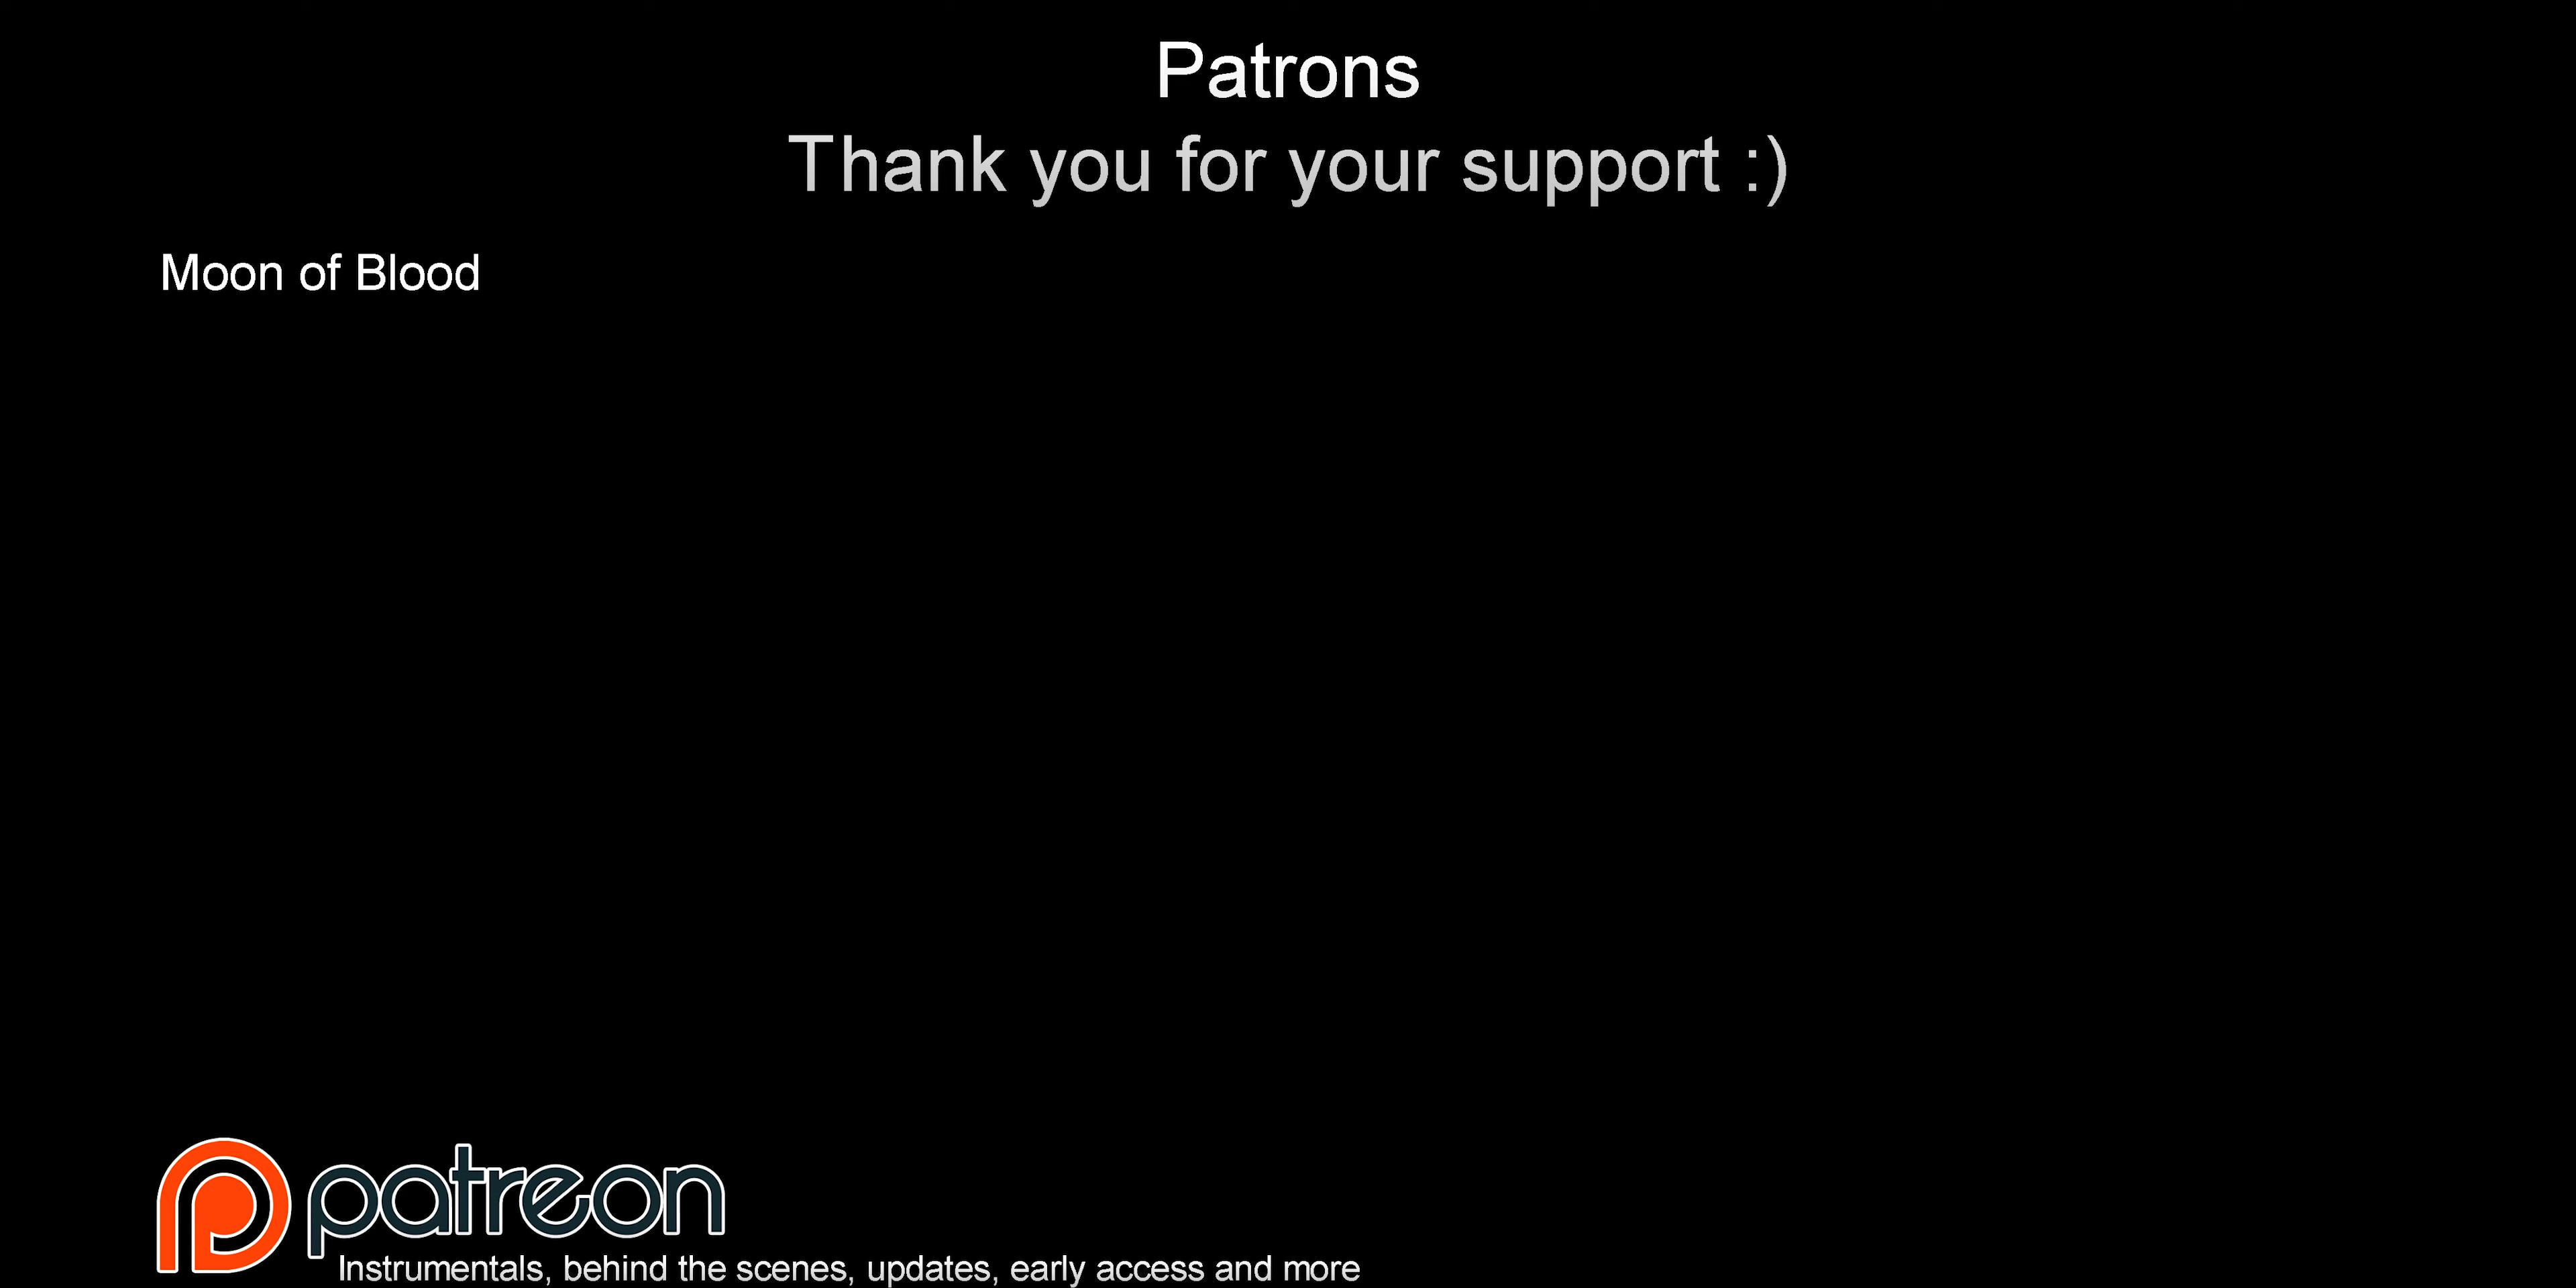 Patrons
Thank you for your support :)
Moon of Blood
patreon
Instrumentals, behind the scenes, updates, early access and more